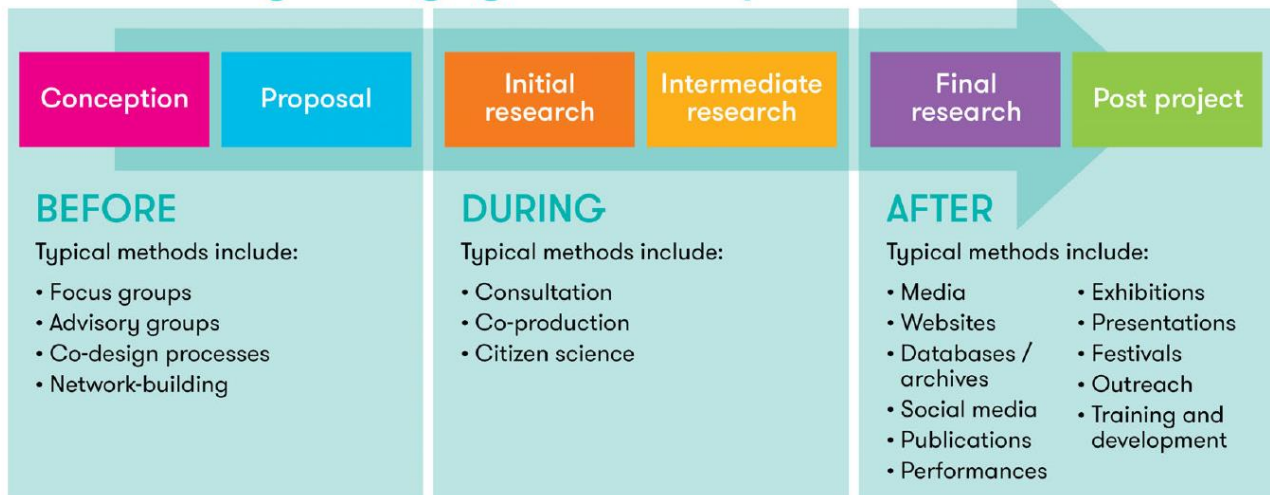 Conception
Proposal
Initial
research
Intermediate
research
Final
research
Post project
BEFORE
Typical methods include:
• Focus groups
• Advisory groups
• Co-design processes
• Network-building
DURING
Typical methods include:
• Consultation
• Co-production
• Citizen science
AFTER
Typical methods include:
• Media
• Websites
• Databases /
archives
• Social media
• Publications
• Performances
• Exhibitions
• Presentations
• Festivals
• Outreach
• Training and
development